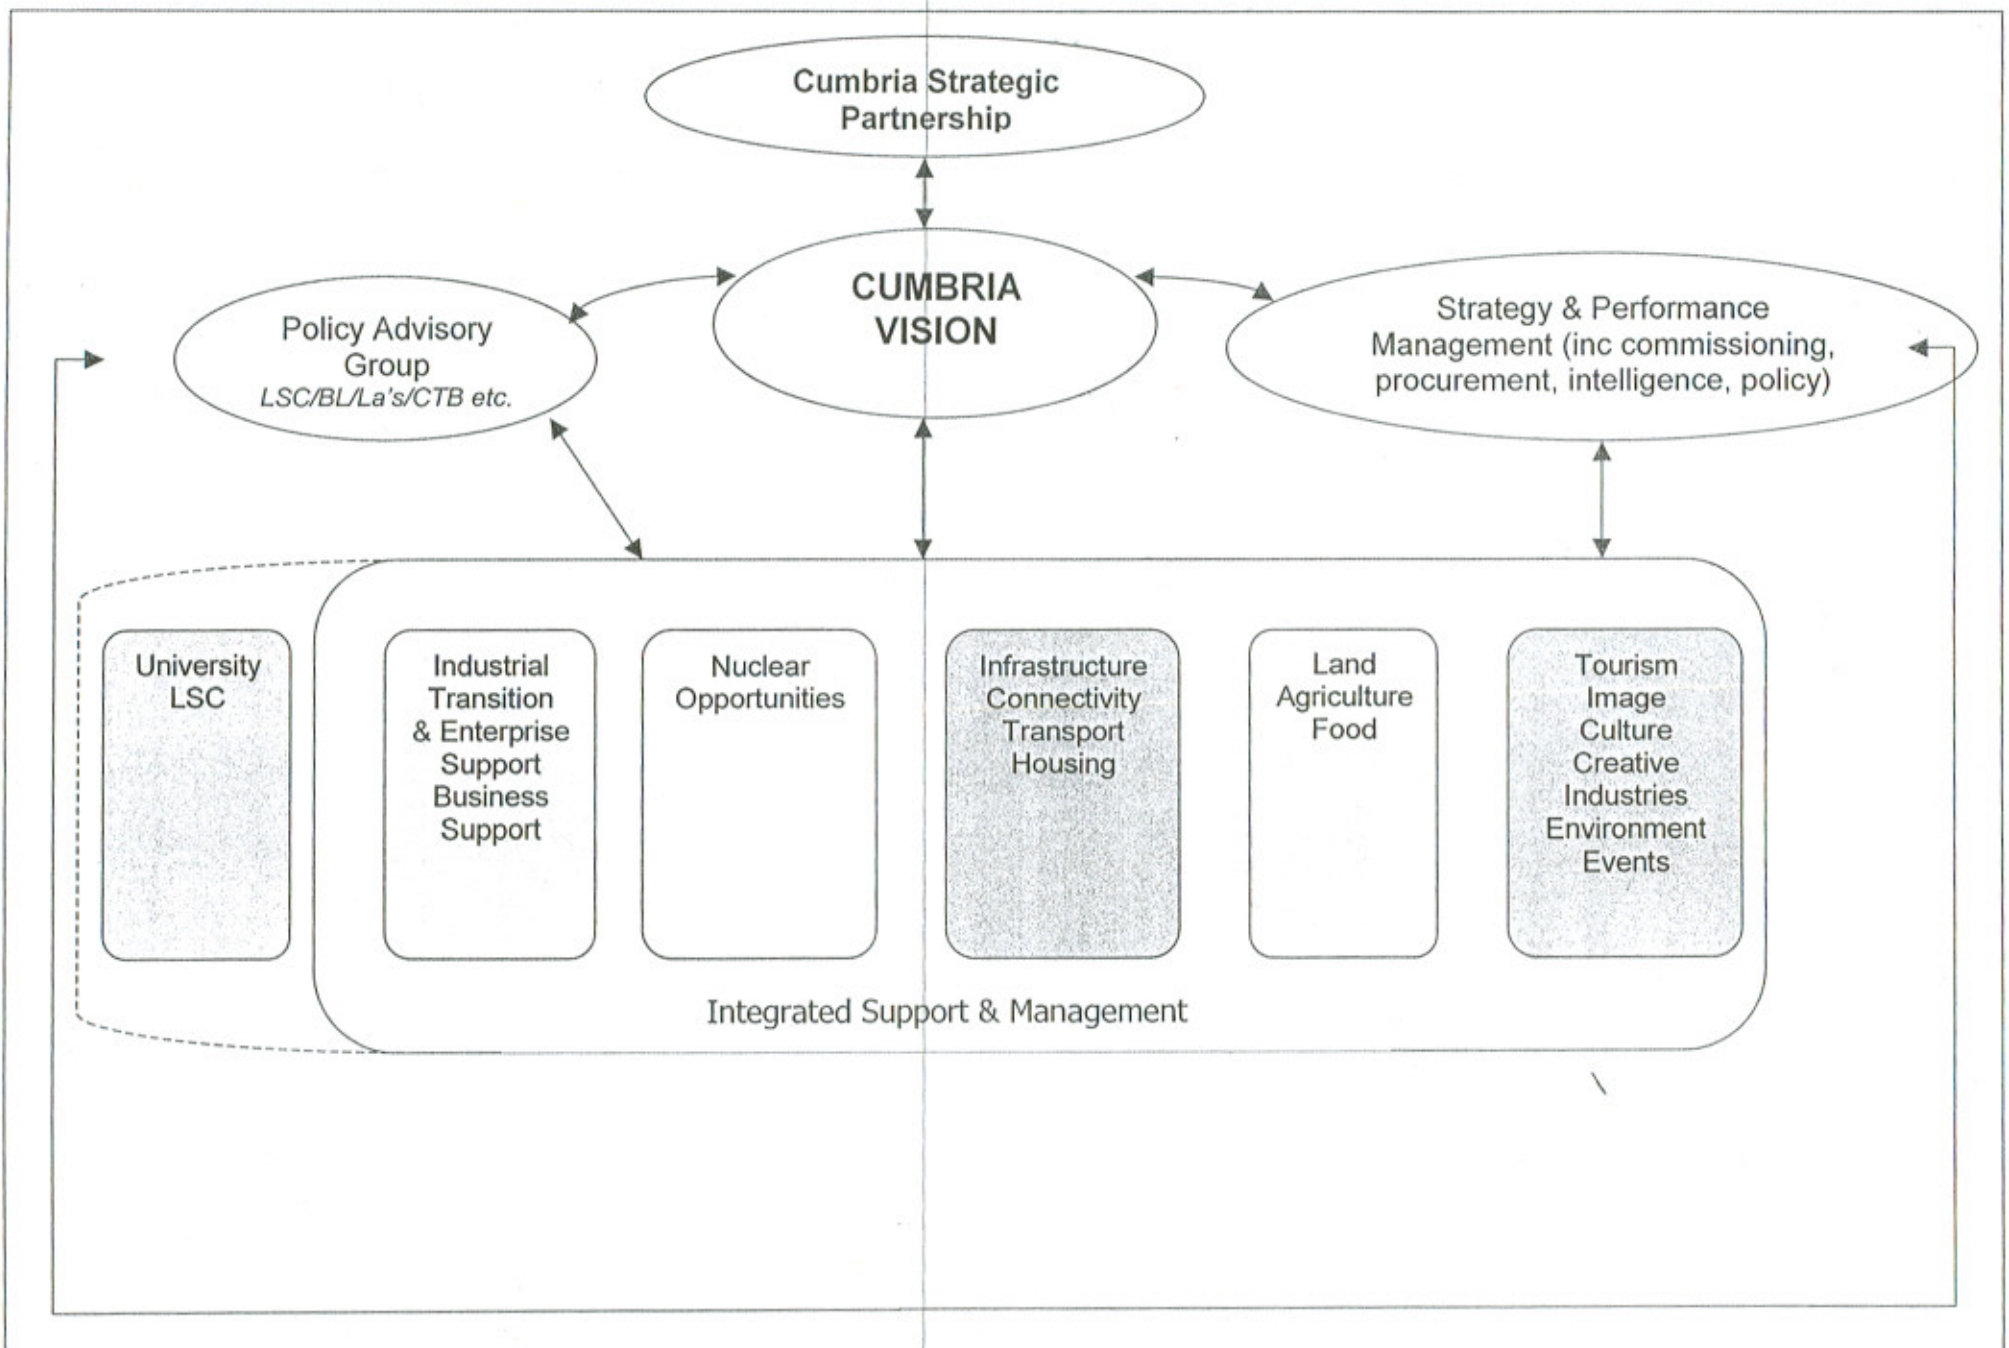 Cumbria Strategic
Partnership
CUMBRIA
VISION
Policy Advisory
Group
LSC/BL/La's/CTB etc.
Strategy & Performance
Management (inc commissioning,
procurement, intelligence, policy)
University
LSC
Industrial
Transition
& Enterprise
Support
Business
Support
Nuclear
Opportunities
Infrastructure
Connectivity
Transport
Housing
Land
Agriculture
Food
Tourism
Image
Culture
Creative
Industries
Environment
Events
Integrated Support & Management